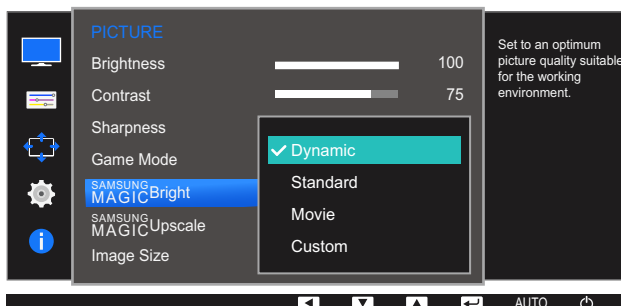 PICTURE
Brightness 100
Contrast 75
Sharpness
Game Mode
SAMSUNG MAGICBright
SAMSUNG MAGICUpscale
Image Size
Dynamic
Standard
Movie
Custom
Set to an optimum
picture quality suitable
for the working
environment.
AUTO